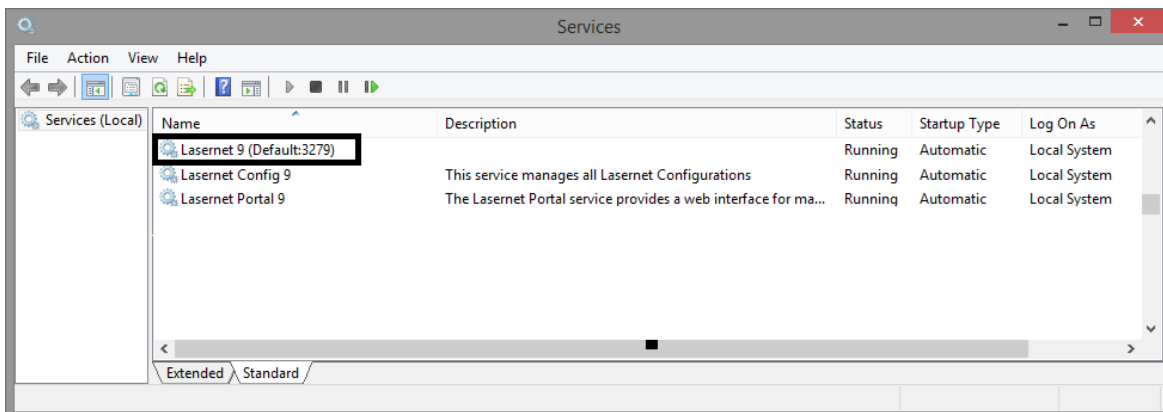 Services
File Action View Help
Services (Local)
Name Description Status Startup Type Log On As
Lasernet 9 (Default:3279) Running Automatic Local System
Lasernet Config 9 This service manages all Lasernet Configurations Running Automatic Local System
Lasernet Portal 9 The Lasernet Portal service provides a web interface for ma... Running Automatic Local System
Extended Standard